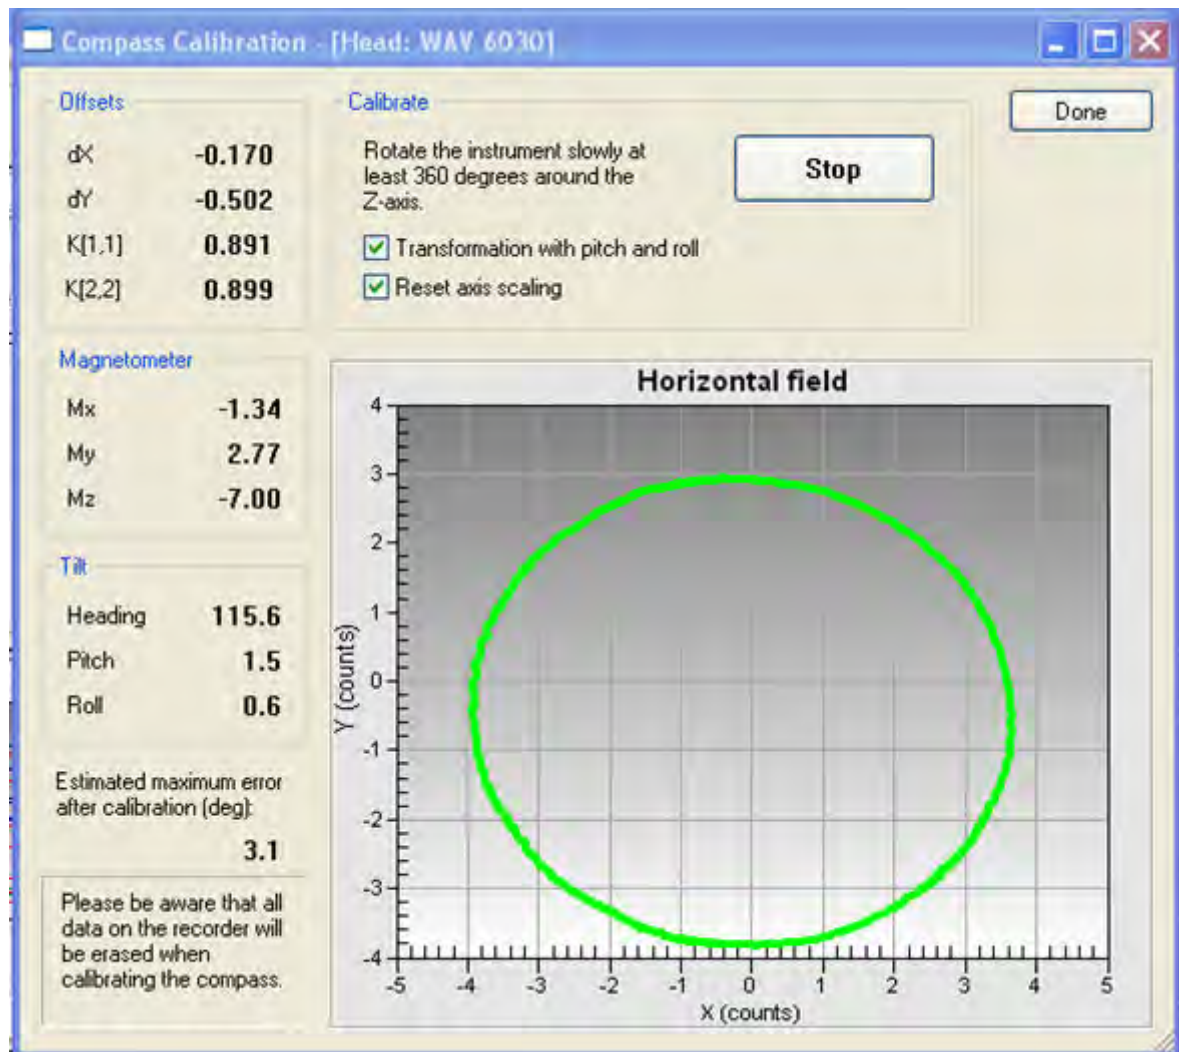 Compass Calibration - [Head: WAV 6030]
Offsets
dX -0.170
dY -0.502
K[1,1] 0.891
K[2,2] 0.899
Calibrate
Rotate the instrument slowly at
least 360 degrees around the
Z-axis.
Stop
Transformation with pitch and roll
Reset axis scaling
Done
Magnetometer
Mx -1.34
My 2.77
Mz -7.00
Tilt
Heading 115.6
Pitch 1.5
Roll 0.6
Estimated maximum error
after calibration (deg):
3.1
Please be aware that all
data on the recorder will
be erased when
calibrating the compass.
Horizontal field
4
3
2
1
0
-1
-2
-3
-4
Y (counts)
-5 -4 -3 -2 -1 0 1 2 3 4 5
X (counts)